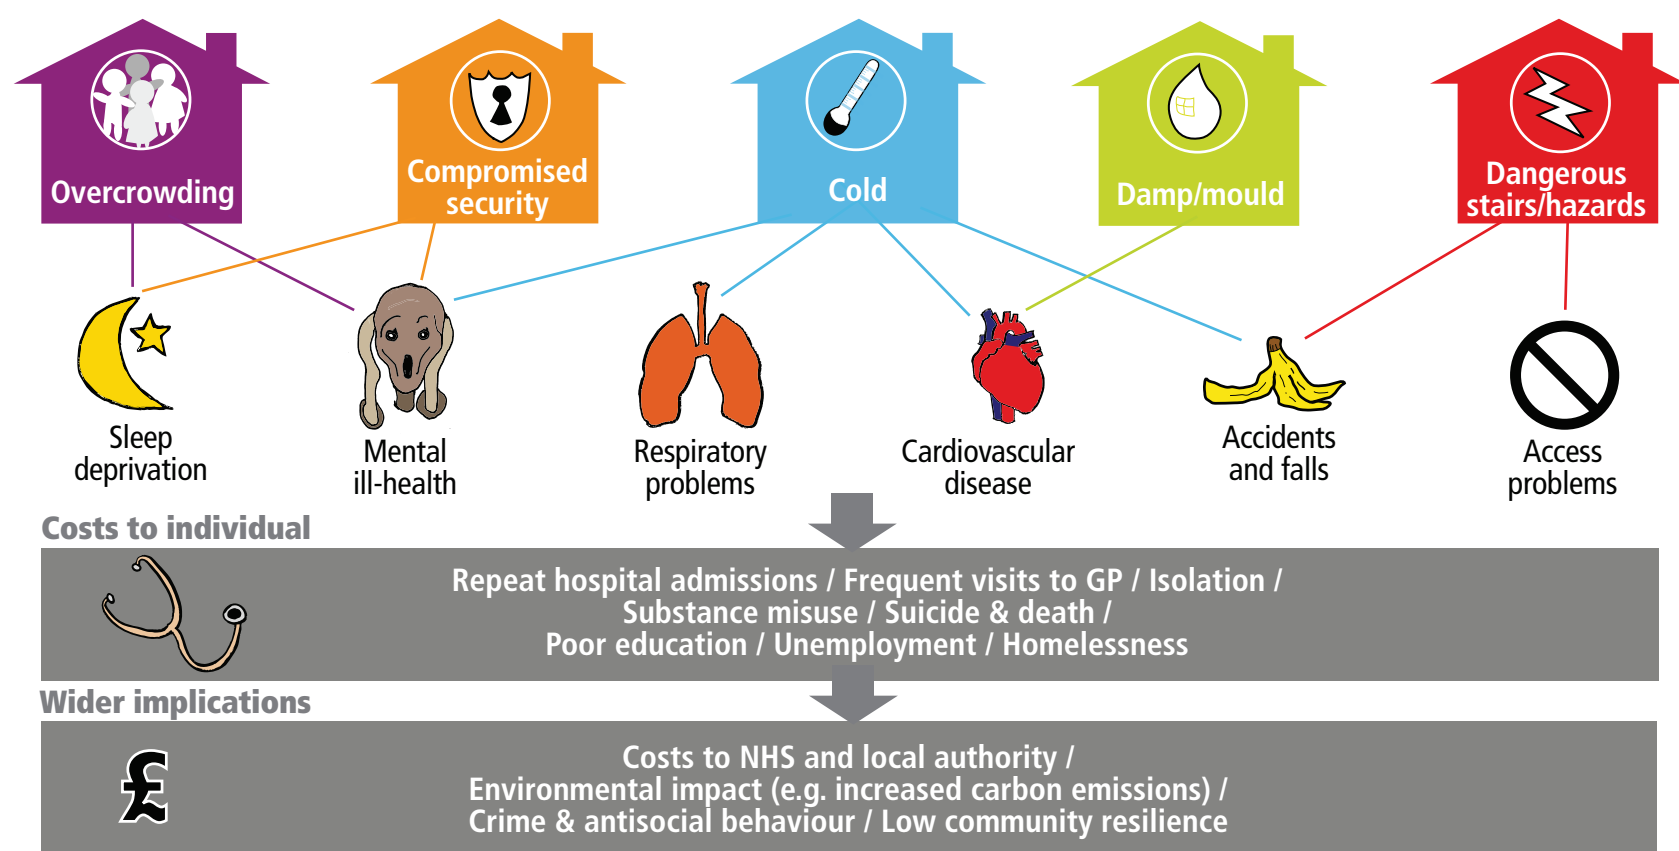 Overcrowding
Compromised
security
Cold
Damp/mould
Dangerous
stairs/hazards
Sleep
deprivation
Mental
ill-health
Respiratory
problems
Cardiovascular
disease
Accidents
and falls
Access
problems
Costs to individual
Repeat hospital admissions / Frequent visits to GP / Isolation /
Substance misuse / Suicide & death /
Poor education / Unemployment / Homelessness
Wider implications
£
Costs to NHS and local authority /
Environmental impact (e.g. increased carbon emissions) /
Crime & antisocial behaviour / Low community resilience